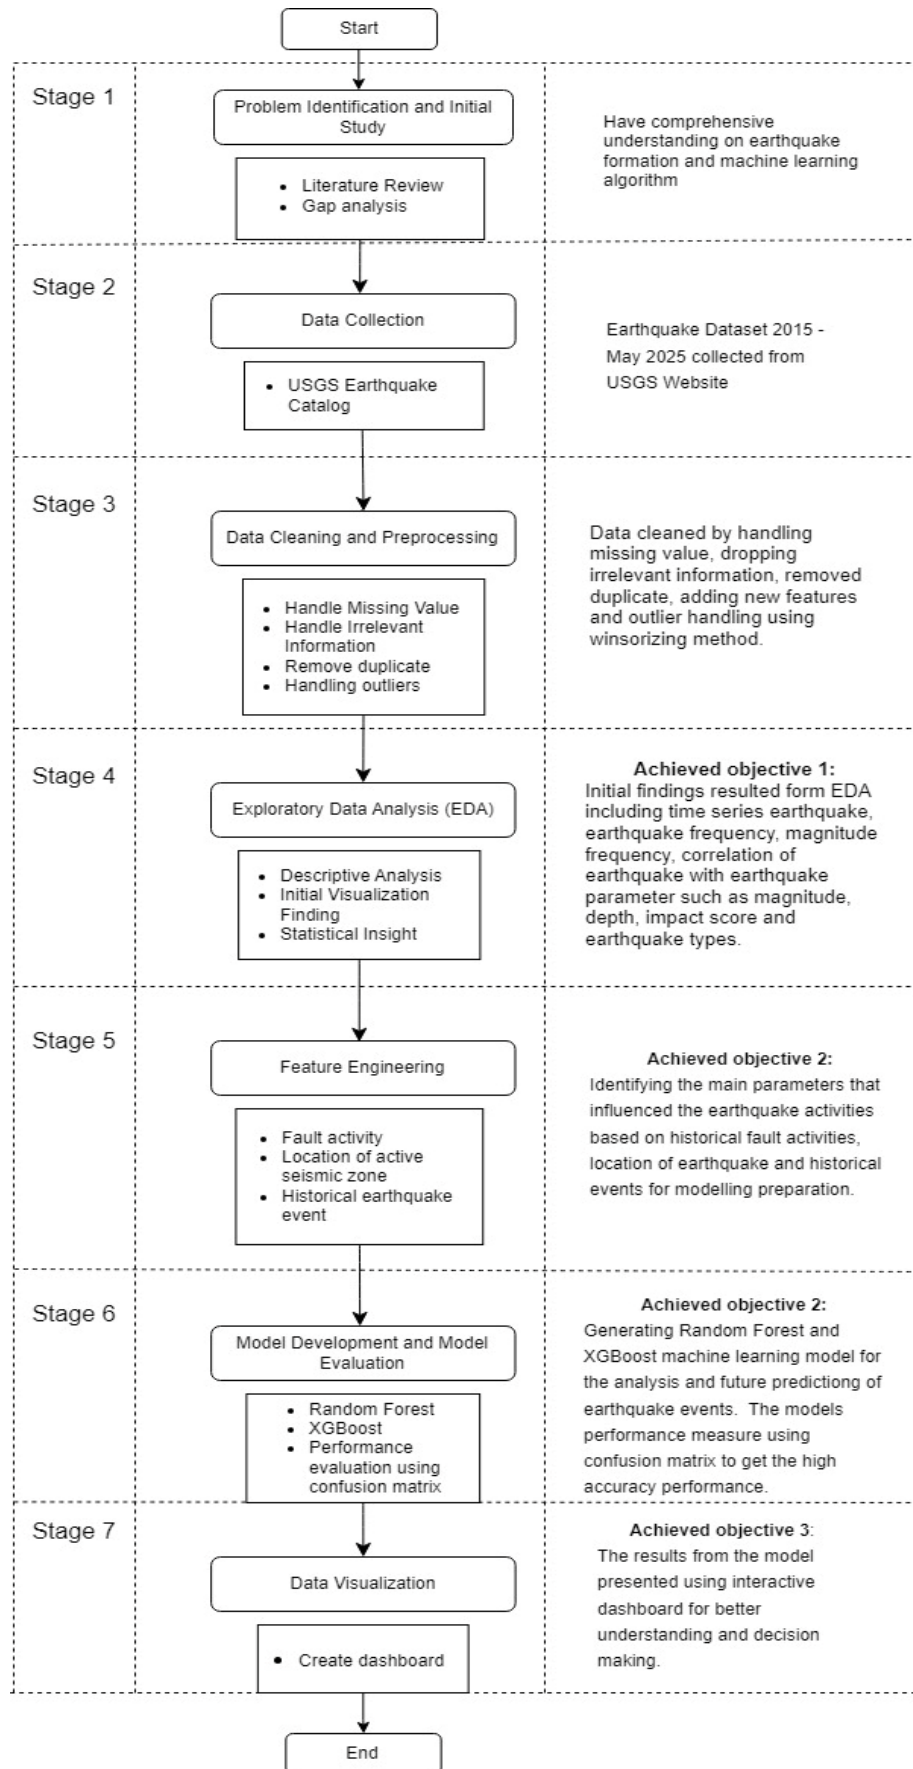 Start
Stage 1
Problem Identification and Initial
Study
• Literature Review
• Gap analysis
Have comprehensive
understanding on earthquake
formation and machine learning
algorithm
Stage 2
Data Collection
• USGS Earthquake
Catalog
Earthquake Dataset 2015 -
May 2025 collected from
USGS Website
Stage 3
Data Cleaning and Preprocessing
• Handle Missing Value
• Handle Irrelevant
Information
• Remove duplicate
• Handling outliers
Data cleaned by handling
missing value, dropping
irrelevant information, removed
duplicate, adding new features
and outlier handling using
winsorizing method.
Stage 4
Exploratory Data Analysis (EDA)
• Descriptive Analysis
• Initial Visualization
Finding
• Statistical Insight
Achieved objective 1:
Initial findings resulted form EDA
including time series earthquake,
earthquake frequency, magnitude
frequency, correlation of
earthquake with earthquake
parameter such as magnitude,
depth, impact score and
earthquake types.
Stage 5
Feature Engineering
• Fault activity
• Location of active
seismic zone
• Historical earthquake
event
Achieved objective 2:
Identifying the main parameters that
influenced the earthquake activities
based on historical fault activities,
location of earthquake and historical
events for modelling preparation.
Stage 6
Model Development and Model
Evaluation
• Random Forest
• XGBoost
• Performance
evaluation using
confusion matrix
Achieved objective 2:
Generating Random Forest and
XGBoost machine learning model for
the analysis and future predictiong of
earthquake events. The models
performance measure using
confusion matrix to get the high
accuracy performance.
Stage 7
Data Visualization
• Create dashboard
Achieved objective 3:
The results from the model
presented using interactive
dashboard for better
understanding and decision
making.
End